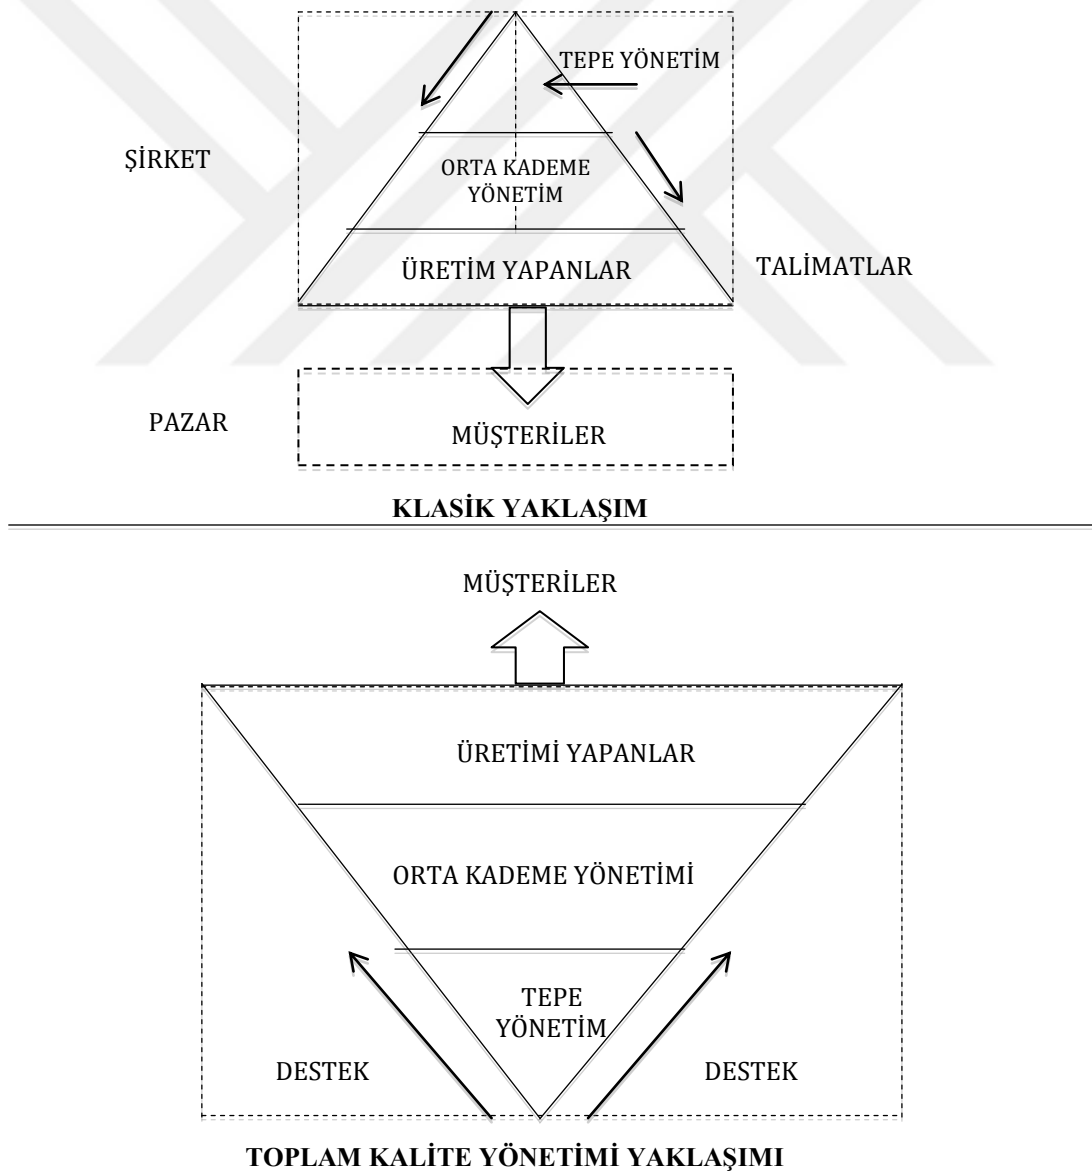 TEPE YÖNETİM
ŞİRKET
ORTA KADEME
YÖNETİM
ÜRETİM YAPANLAR
TALİMATLAR
PAZAR
MÜŞTERİLER
KLASİK YAKLAŞIM
MÜŞTERİLER
ÜRETİMİ YAPANLAR
ORTA KADEME YÖNETİMİ
TEPE
YÖNETİM
DESTEK
DESTEK
TOPLAM KALİTE YÖNETİMİ YAKLAŞIMI